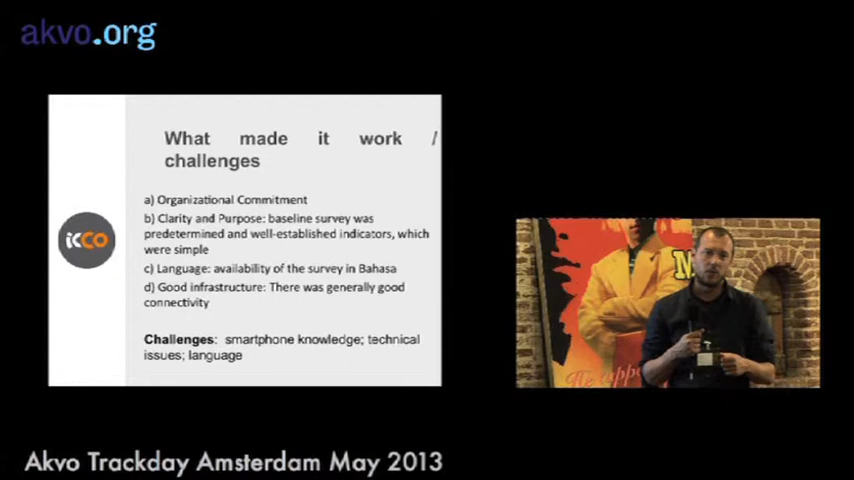 akvo.org
What made it work /
challenges
a) Organizational Commitment
b) Clarity and Purpose: baseline survey was
predetermined and well-established indicators, which
were simple
c) Language: availability of the survey in Bahasa
d) Good infrastructure: There was generally good
connectivity
icco
Challenges: smartphone knowledge; technical
issues; language
Akvo Trackday Amsterdam May 2013